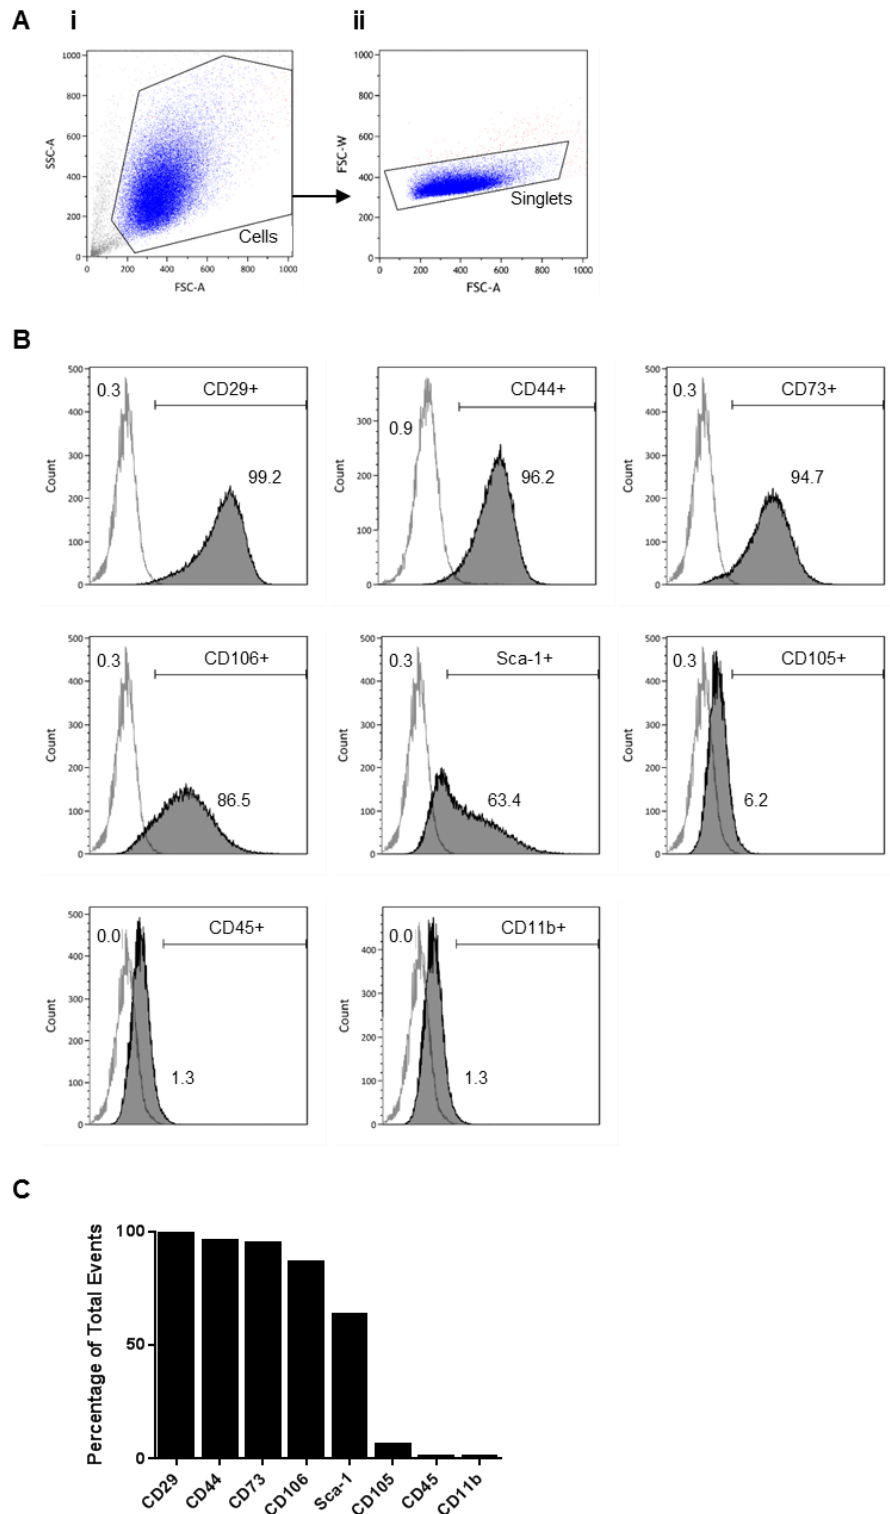 A i ii
1000
800
600
400
200
0
SSC-A
0 200 400 600 800 1000
FSC-A
Cells
1000
800
600
400
200
0
FSC-W
0 200 400 600 800 1000
FSC-A
Singlets
B
500
400
300
200
100
0
Count
0.3
CD29+
99.2
300
200
100
0
Count
0.9
CD44+
96.2
500
400
300
200
100
0
Count
0.3
CD73+
94.7
500
400
300
200
100
0
Count
0.3
CD106+
86.5
500
400
300
200
100
0
Count
0.3
Sca-1+
63.4
500
400
300
200
100
0
Count
0.3
CD105+
6.2
500
400
300
200
100
0
Count
0.0
CD45+
1.3
400
300
200
100
0
Count
0.0
CD11b+
1.3
C
Percentage of Total Events
100
50
0
CD29 CD44 CD73 CD106 Sca-1 CD105 CD45 CD11b